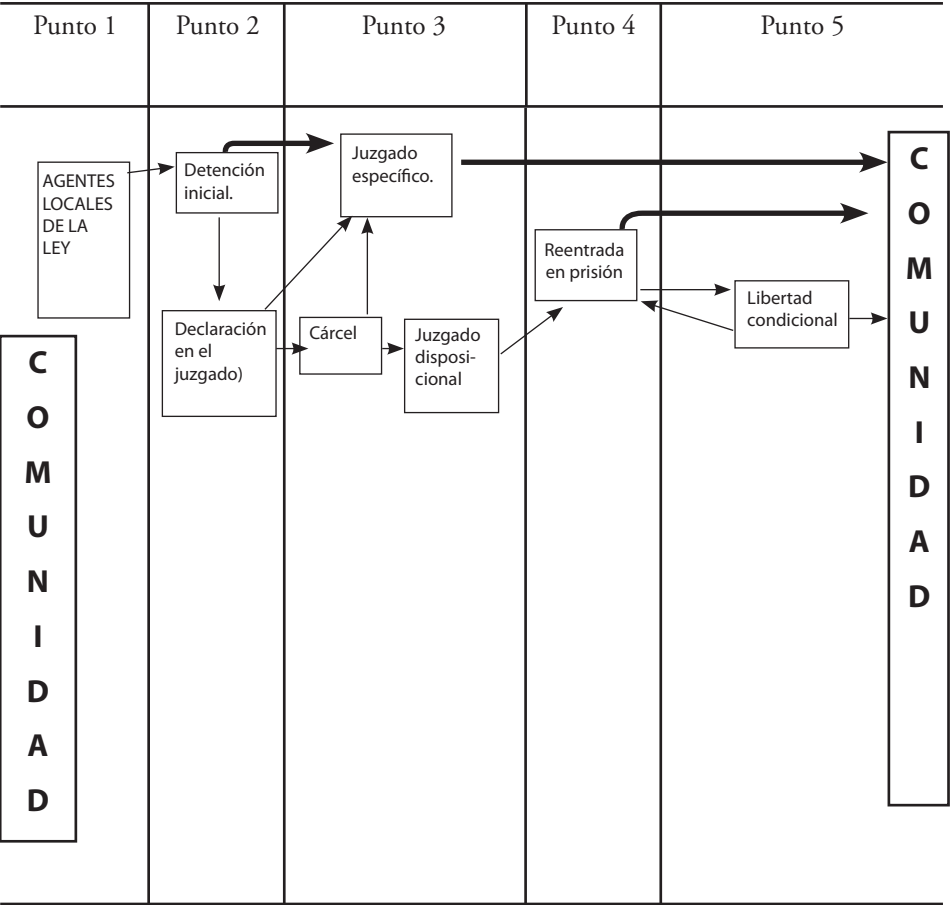 Punto 1
Punto 2
Punto 3
Punto 4
Punto 5
AGENTES
LOCALES
DE LA
LEY
C
O
M
U
N
I
D
A
D
Detención
inicial.
Declaración
en el
juzgado)
Juzgado
específico.
Cárcel
Juzgado
disposi-
cional
Reentrada
en prisión
Libertad
condicional
C
O
M
U
N
I
D
A
D